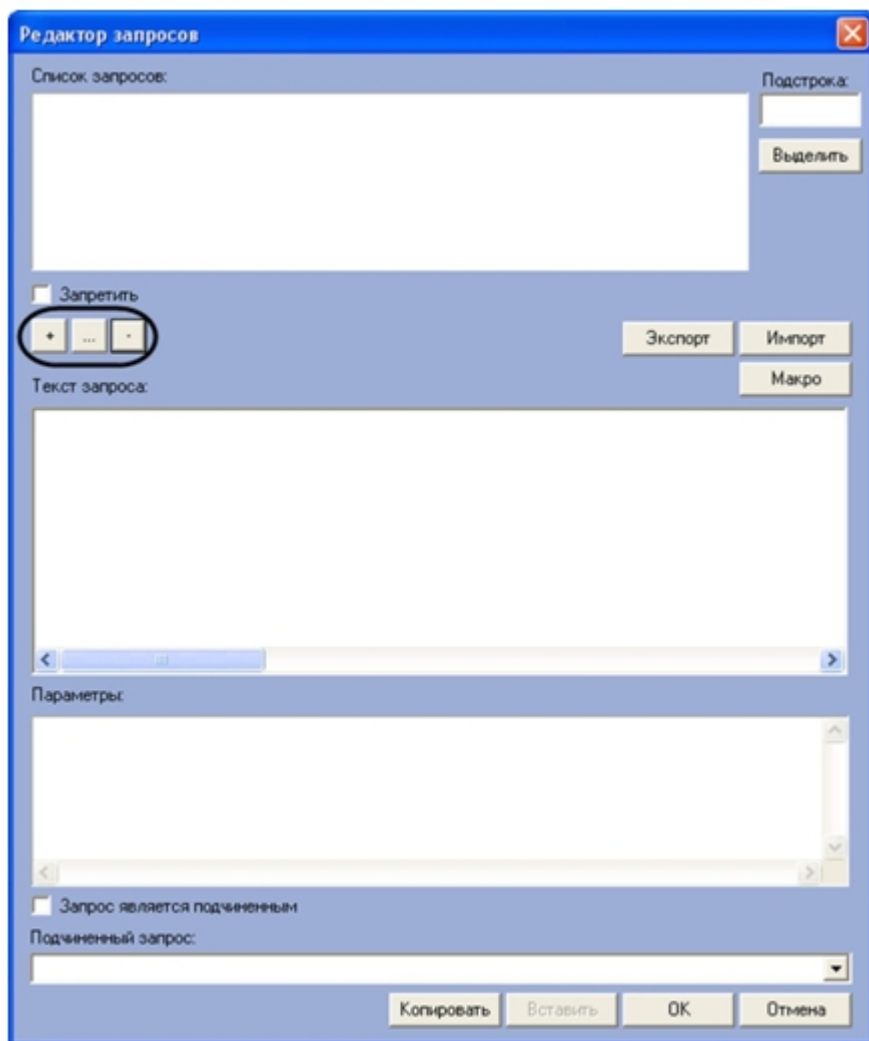 Редактор запросов
Список запросов:
Подстрока:
Выделить
Запретить
+ ... -
Экспорт Импорт
Макро
Текст запроса:
Параметры:
Запрос является подчиненным
Подчиненный запрос:
Копировать Вставить OK Отмена